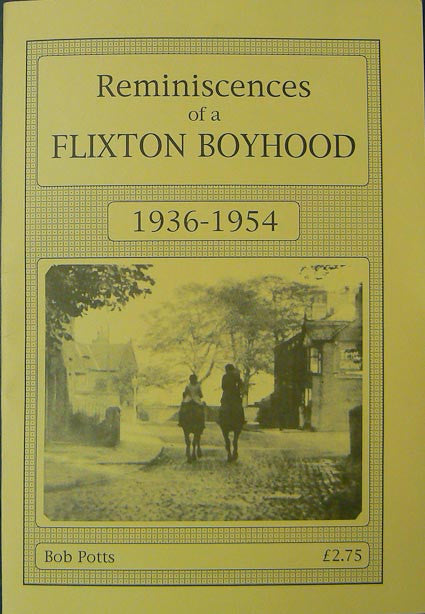 Reminiscences
of a
FLIXTON BOYHOOD
1936-1954
Bob Potts
£2.75